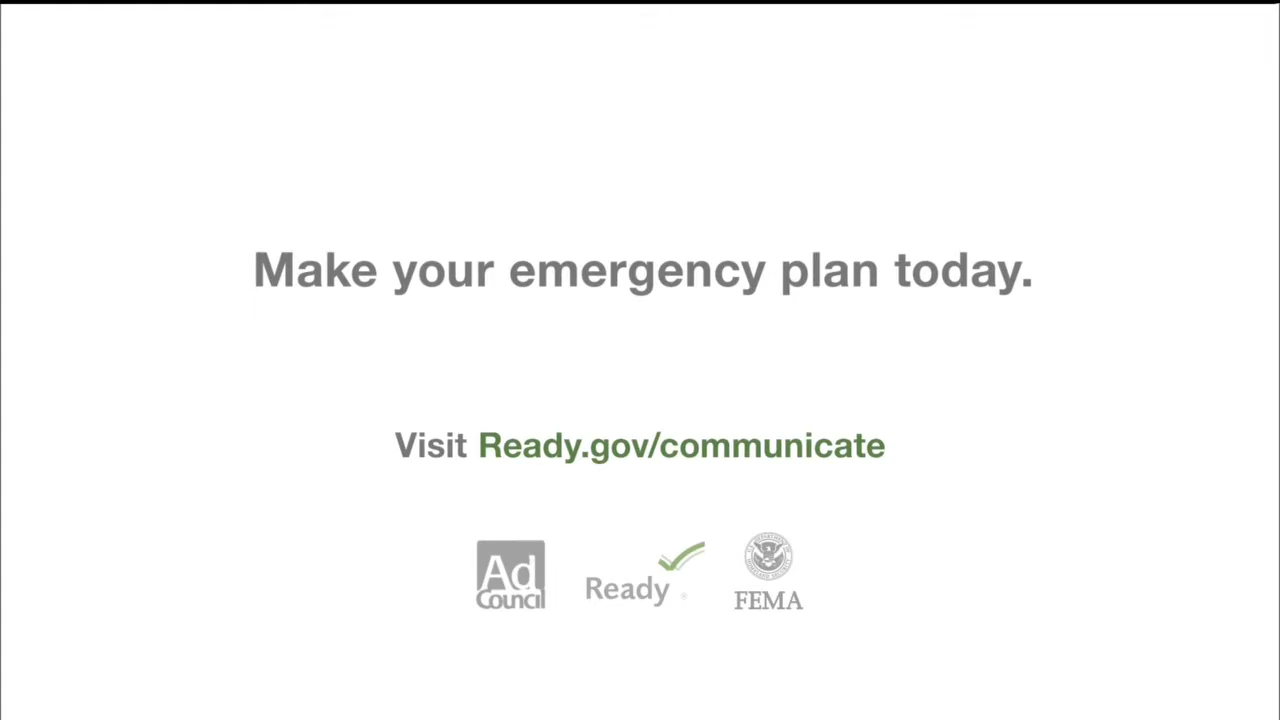 Make your emergency plan today.
Visit Ready.gov/communicate
Ad
Council
Ready
FEMA